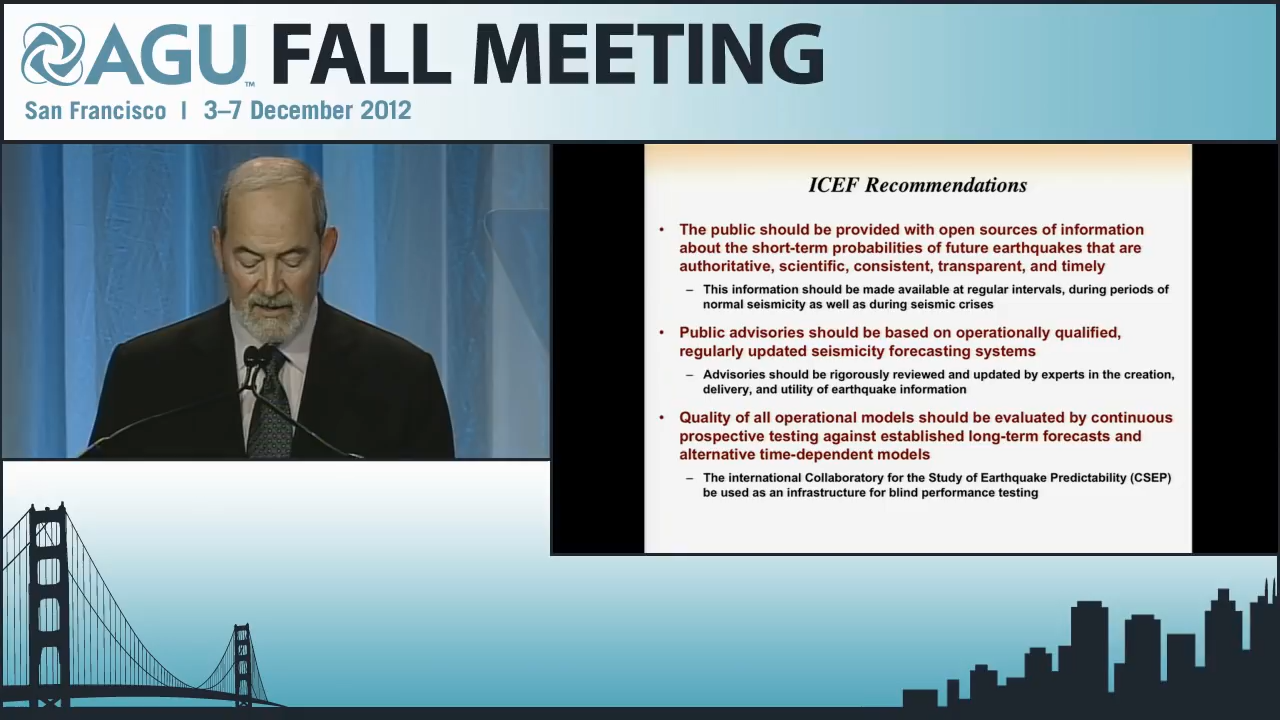 AGU™ FALL MEETING
San Francisco | 3–7 December 2012
ICEF Recommendations
• The public should be provided with open sources of information
about the short-term probabilities of future earthquakes that are
authoritative, scientific, consistent, transparent, and timely
– This information should be made available at regular intervals, during periods of
normal seismicity as well as during seismic crises
• Public advisories should be based on operationally qualified,
regularly updated seismicity forecasting systems
– Advisories should be rigorously reviewed and updated by experts in the creation,
delivery, and utility of earthquake information
• Quality of all operational models should be evaluated by continuous
prospective testing against established long-term forecasts and
alternative time-dependent models
– The international Collaboratory for the Study of Earthquake Predictability (CSEP)
be used as an infrastructure for blind performance testing